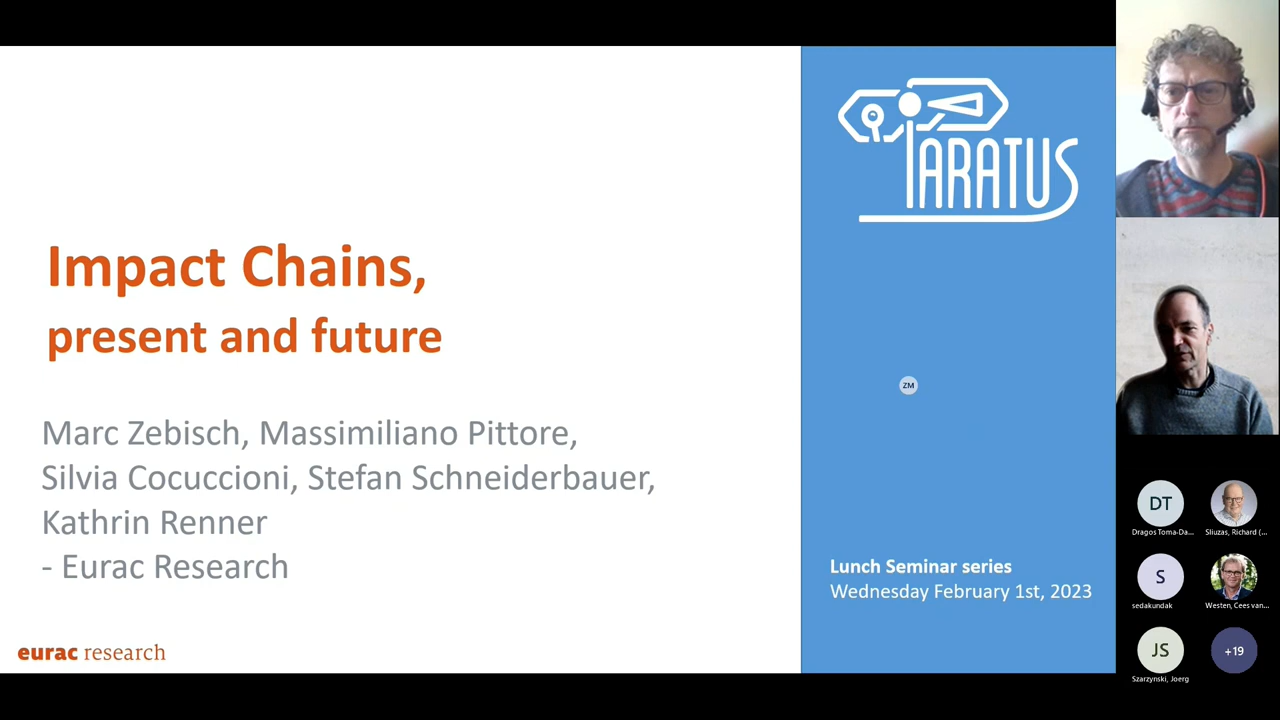 PARATUS
Impact Chains,
present and future
Marc Zebisch, Massimiliano Pittore,
Silvia Cocuccioni, Stefan Schneiderbauer,
Kathrin Renner
- Eurac Research
eurac research
ZM
Lunch Seminar series
Wednesday February 1st, 2023
DT
Dragos Toma-Da...
Sliuzas, Richard (...
S
sedakundak
Westen, Cees van...
JS
Szarzynski, Joerg
+19